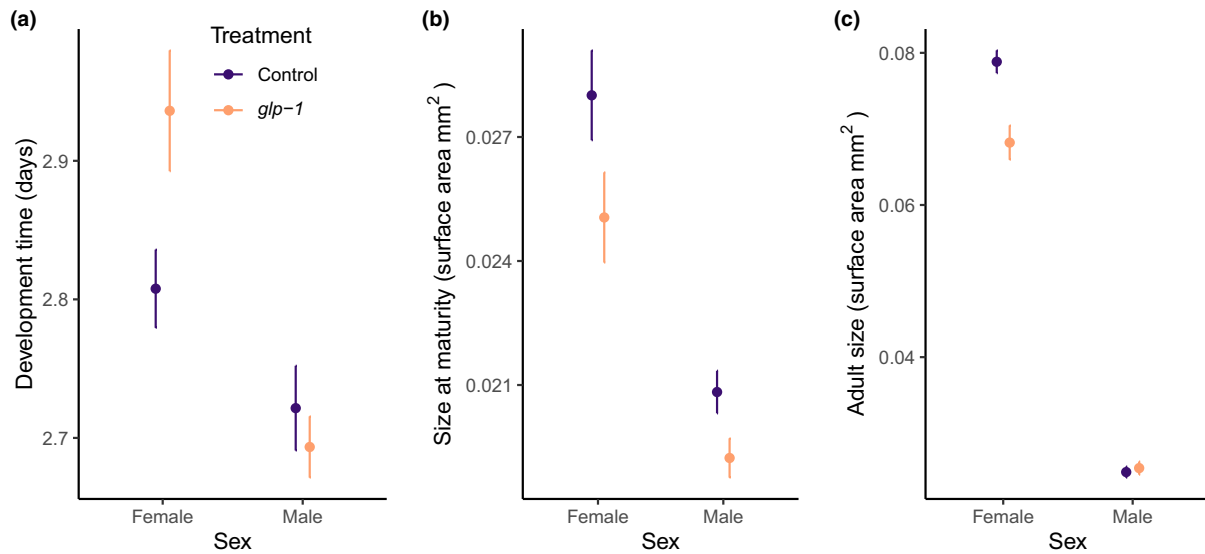 (a)
Treatment
Control
glp−1
2.9
2.8
2.7
Development time (days)
Female
Male
Sex
(b)
0.027
0.024
0.021
Size at maturity (surface area mm²)
Female
Male
Sex
(c)
0.08
0.06
0.04
Adult size (surface area mm²)
Female
Male
Sex